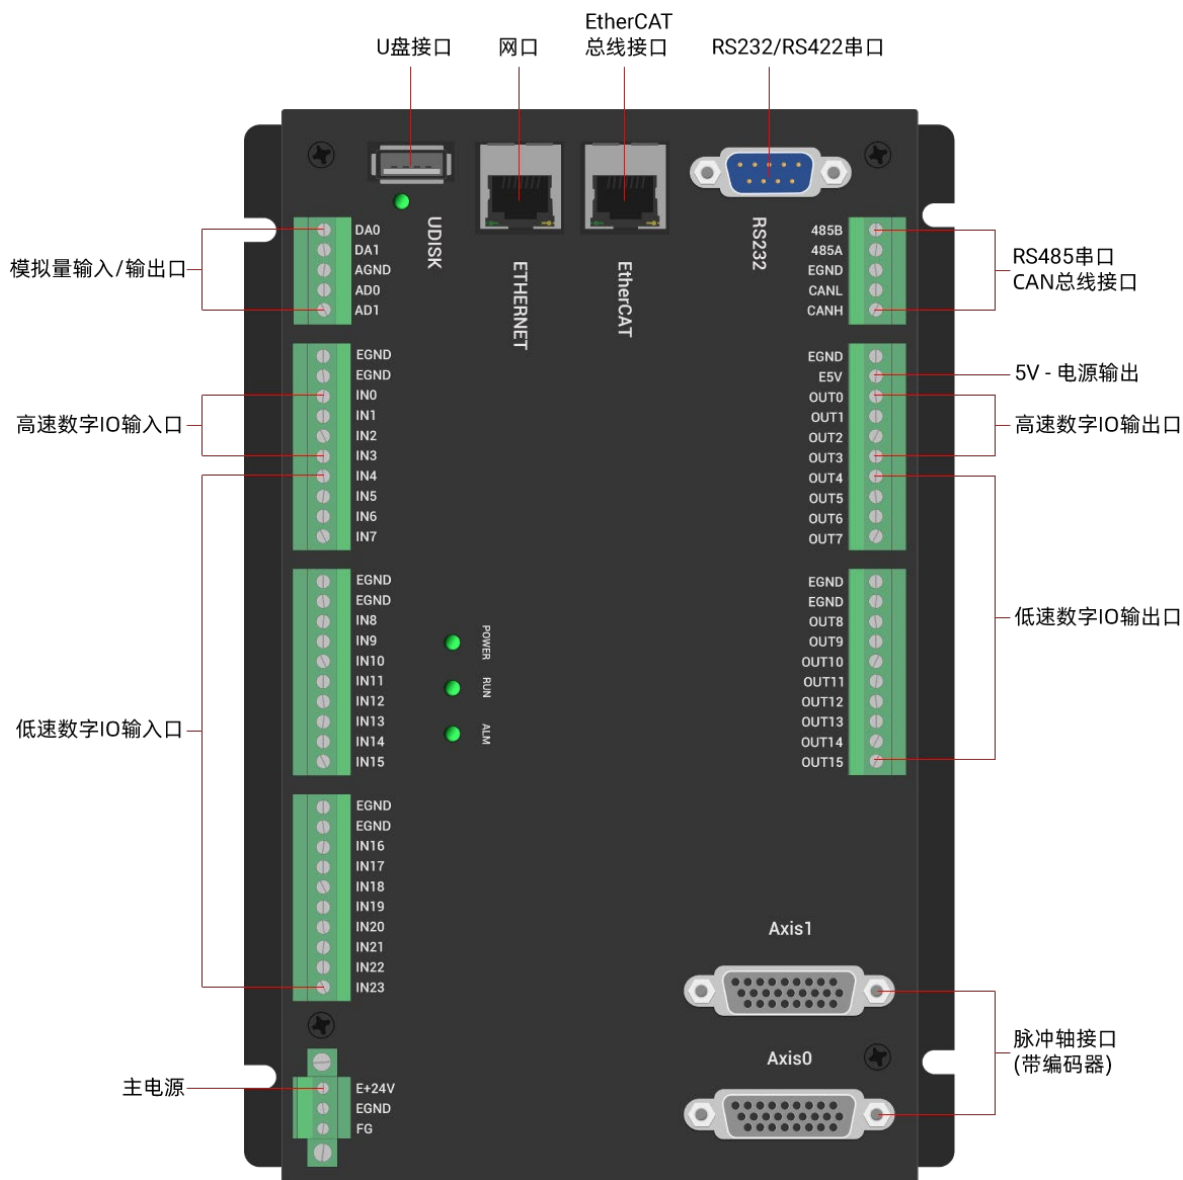 EtherCAT
U盘接口
网口
总线接口
RS232/RS422串口
UDISK
ETHERNET
EtherCAT
RS232
模拟量输入/输出口
DA0
DA1
AGND
AD0
AD1
485B
485A
EGND
CANL
CANH
RS485串口
CAN总线接口
高速数字IO输入口
EGND
EGND
IN0
IN1
IN2
IN3
IN4
IN5
IN6
IN7
EGND
E5V
OUT0
OUT1
OUT2
OUT3
OUT4
OUT5
OUT6
OUT7
5V - 电源输出
高速数字IO输出口
低速数字IO输入口
EGND
EGND
IN8
IN9
IN10
IN11
IN12
IN13
IN14
IN15
POWER
RUN
ALM
EGND
EGND
OUT8
OUT9
OUT10
OUT11
OUT12
OUT13
OUT14
OUT15
低速数字IO输出口
EGND
EGND
IN16
IN17
IN18
IN19
IN20
IN21
IN22
IN23
Axis1
Axis0
脉冲轴接口
(带编码器)
主电源
E+24V
EGND
FG